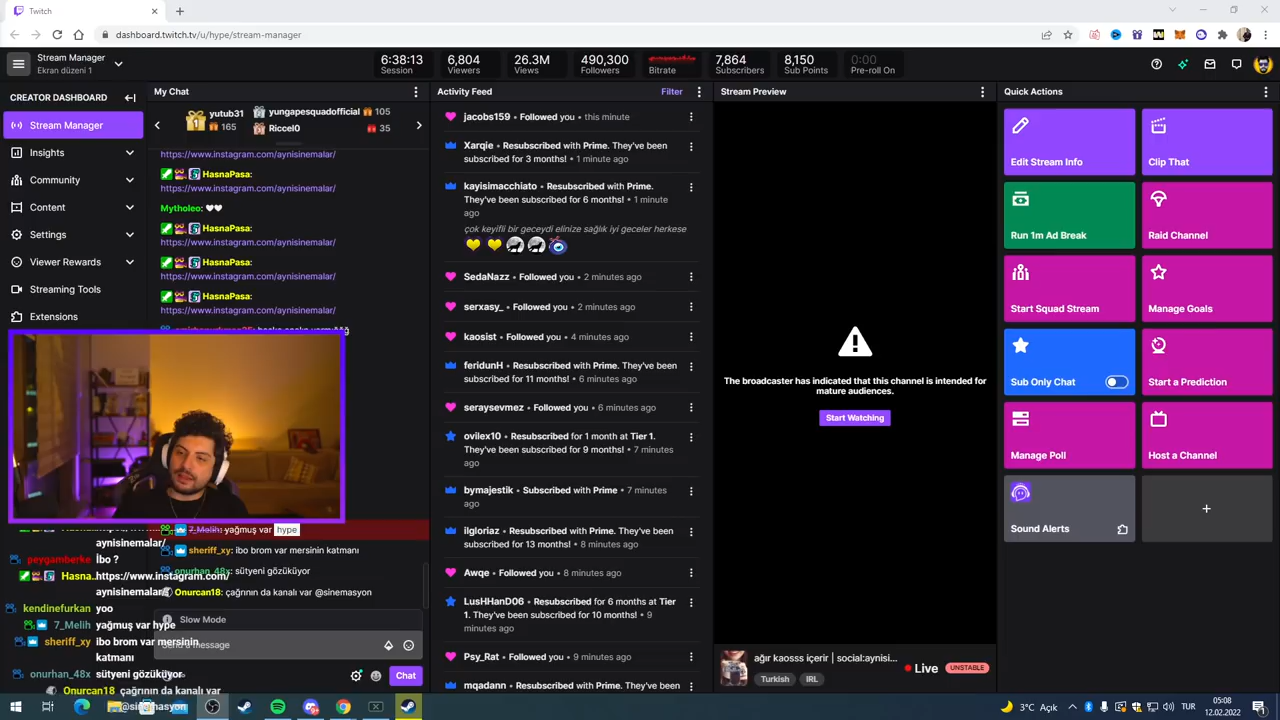 Twitch
dashboard.twitch.tv/u/hype/stream-manager
Stream Manager
Ekran düzeni 1
6:38:13
Session
6,804
Viewers
26.3M
Views
490,300
Followers
Bitrate
7,864
Subscribers
8,150
Sub Points
0:00
Pre-roll On
CREATOR DASHBOARD
Stream Manager
Insights
Community
Content
Settings
Viewer Rewards
Streaming Tools
Extensions
My Chat
1
yutub31
165
yungapesquadofficial 105
Riccel0 35
https://www.instagram.com/aynisinemalar/
HasnaPasa:
https://www.instagram.com/aynisinemalar/
Mytholeo: ❤❤
HasnaPasa:
https://www.instagram.com/aynisinemalar/
HasnaPasa:
https://www.instagram.com/aynisinemalar/
HasnaPasa:
https://www.instagram.com/aynisinemalar/
7_Melih: yağmuş var hype
sheriff_xy: ibo brom var mersinin katmanı
onurhan_48x: sütyeni gözüküyor
Onurcan18: çağrının da kanalı var @sinemasyon
Slow Mode
Send a message
Chat
aynisinemalar/
peygamberke
İbo ?
Hasna..
https://www.instagram.com/
aynisinemalar/
kendinefurkan
yoo
7_Melih
yağmuş var hype
sheriff_xy
ibo brom var mersinin
katmanı
onurhan_48x
sütyeni gözüküyor
Onurcan18
çağrının da kanalı var
@sinemasyon
Activity Feed
Filter
jacobs159 • Followed you • this minute
Xarqie • Resubscribed with Prime. They've been
subscribed for 3 months! • 1 minute ago
kayisimacchiato • Resubscribed with Prime.
They've been subscribed for 6 months! • 1 minute
ago
çok keyifli bir geceydi elinize sağlık iyi geceler herkese
SedaNazz • Followed you • 2 minutes ago
serxasy_ • Followed you • 2 minutes ago
kaosist • Followed you • 4 minutes ago
feridunH • Resubscribed with Prime. They've been
subscribed for 11 months! • 6 minutes ago
seraysevmez • Followed you • 6 minutes ago
ovilex10 • Resubscribed for 1 month at Tier 1.
They've been subscribed for 9 months! • 7 minutes
ago
bymajestik • Subscribed with Prime • 7 minutes
ago
ilgloriaz • Resubscribed with Prime. They've been
subscribed for 13 months! • 8 minutes ago
Awqe • Followed you • 8 minutes ago
LusHHanD06 • Resubscribed for 6 months at Tier
1. They've been subscribed for 10 months! • 9
minutes ago
Psy_Rat • Followed you • 9 minutes ago
mqadann • Resubscribed with Prime. They've been
Stream Preview
The broadcaster has indicated that this channel is intended for
mature audiences.
Start Watching
ağır kaosss içerir | social:aynisi...
Turkish
IRL
Live
UNSTABLE
Quick Actions
Edit Stream Info
Clip That
Run 1m Ad Break
Raid Channel
Start Squad Stream
Manage Goals
Sub Only Chat
Start a Prediction
Manage Poll
Host a Channel
Sound Alerts
3°C Açık
TUR
05:08
12.02.2022
1